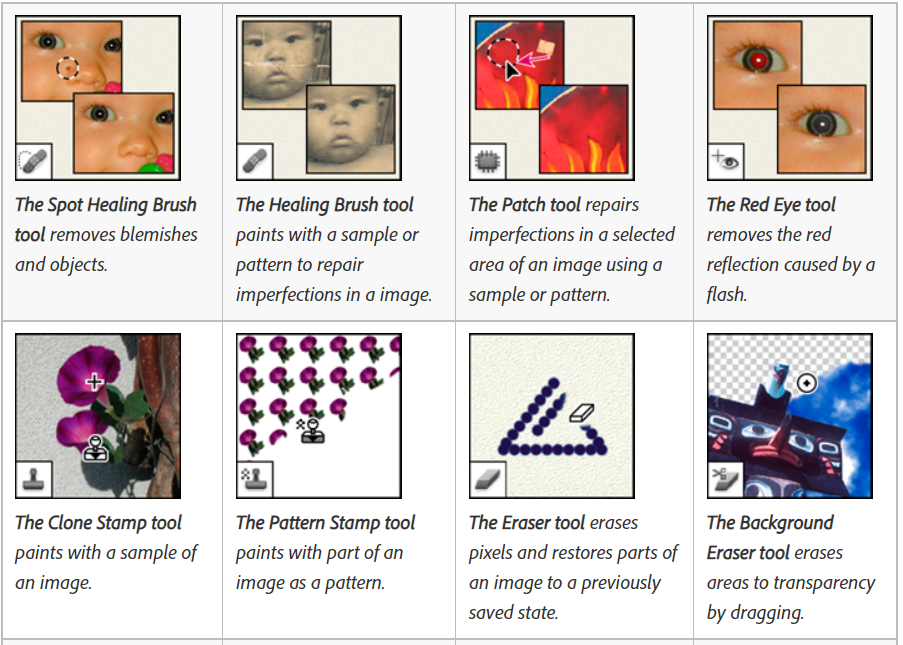 The Spot Healing Brush
tool removes blemishes
and objects.
The Healing Brush tool
paints with a sample or
pattern to repair
imperfections in a image.
The Patch tool repairs
imperfections in a selected
area of an image using a
sample or pattern.
The Red Eye tool
removes the red
reflection caused by a
flash.
The Clone Stamp tool
paints with a sample of
an image.
The Pattern Stamp tool
paints with part of an
image as a pattern.
The Eraser tool erases
pixels and restores parts of
an image to a previously
saved state.
The Background
Eraser tool erases
areas to transparency
by dragging.